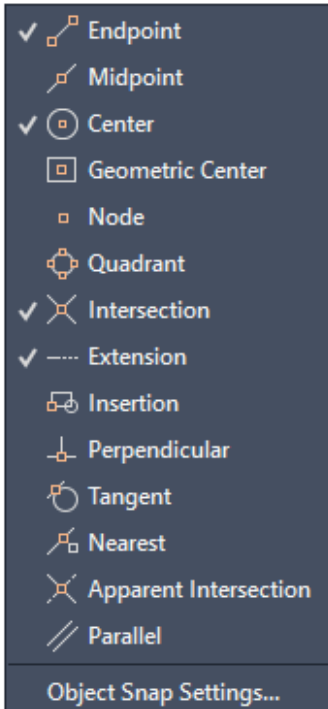 Endpoint
Midpoint
Center
Geometric Center
Node
Quadrant
Intersection
Extension
Insertion
Perpendicular
Tangent
Nearest
Apparent Intersection
Parallel
Object Snap Settings...